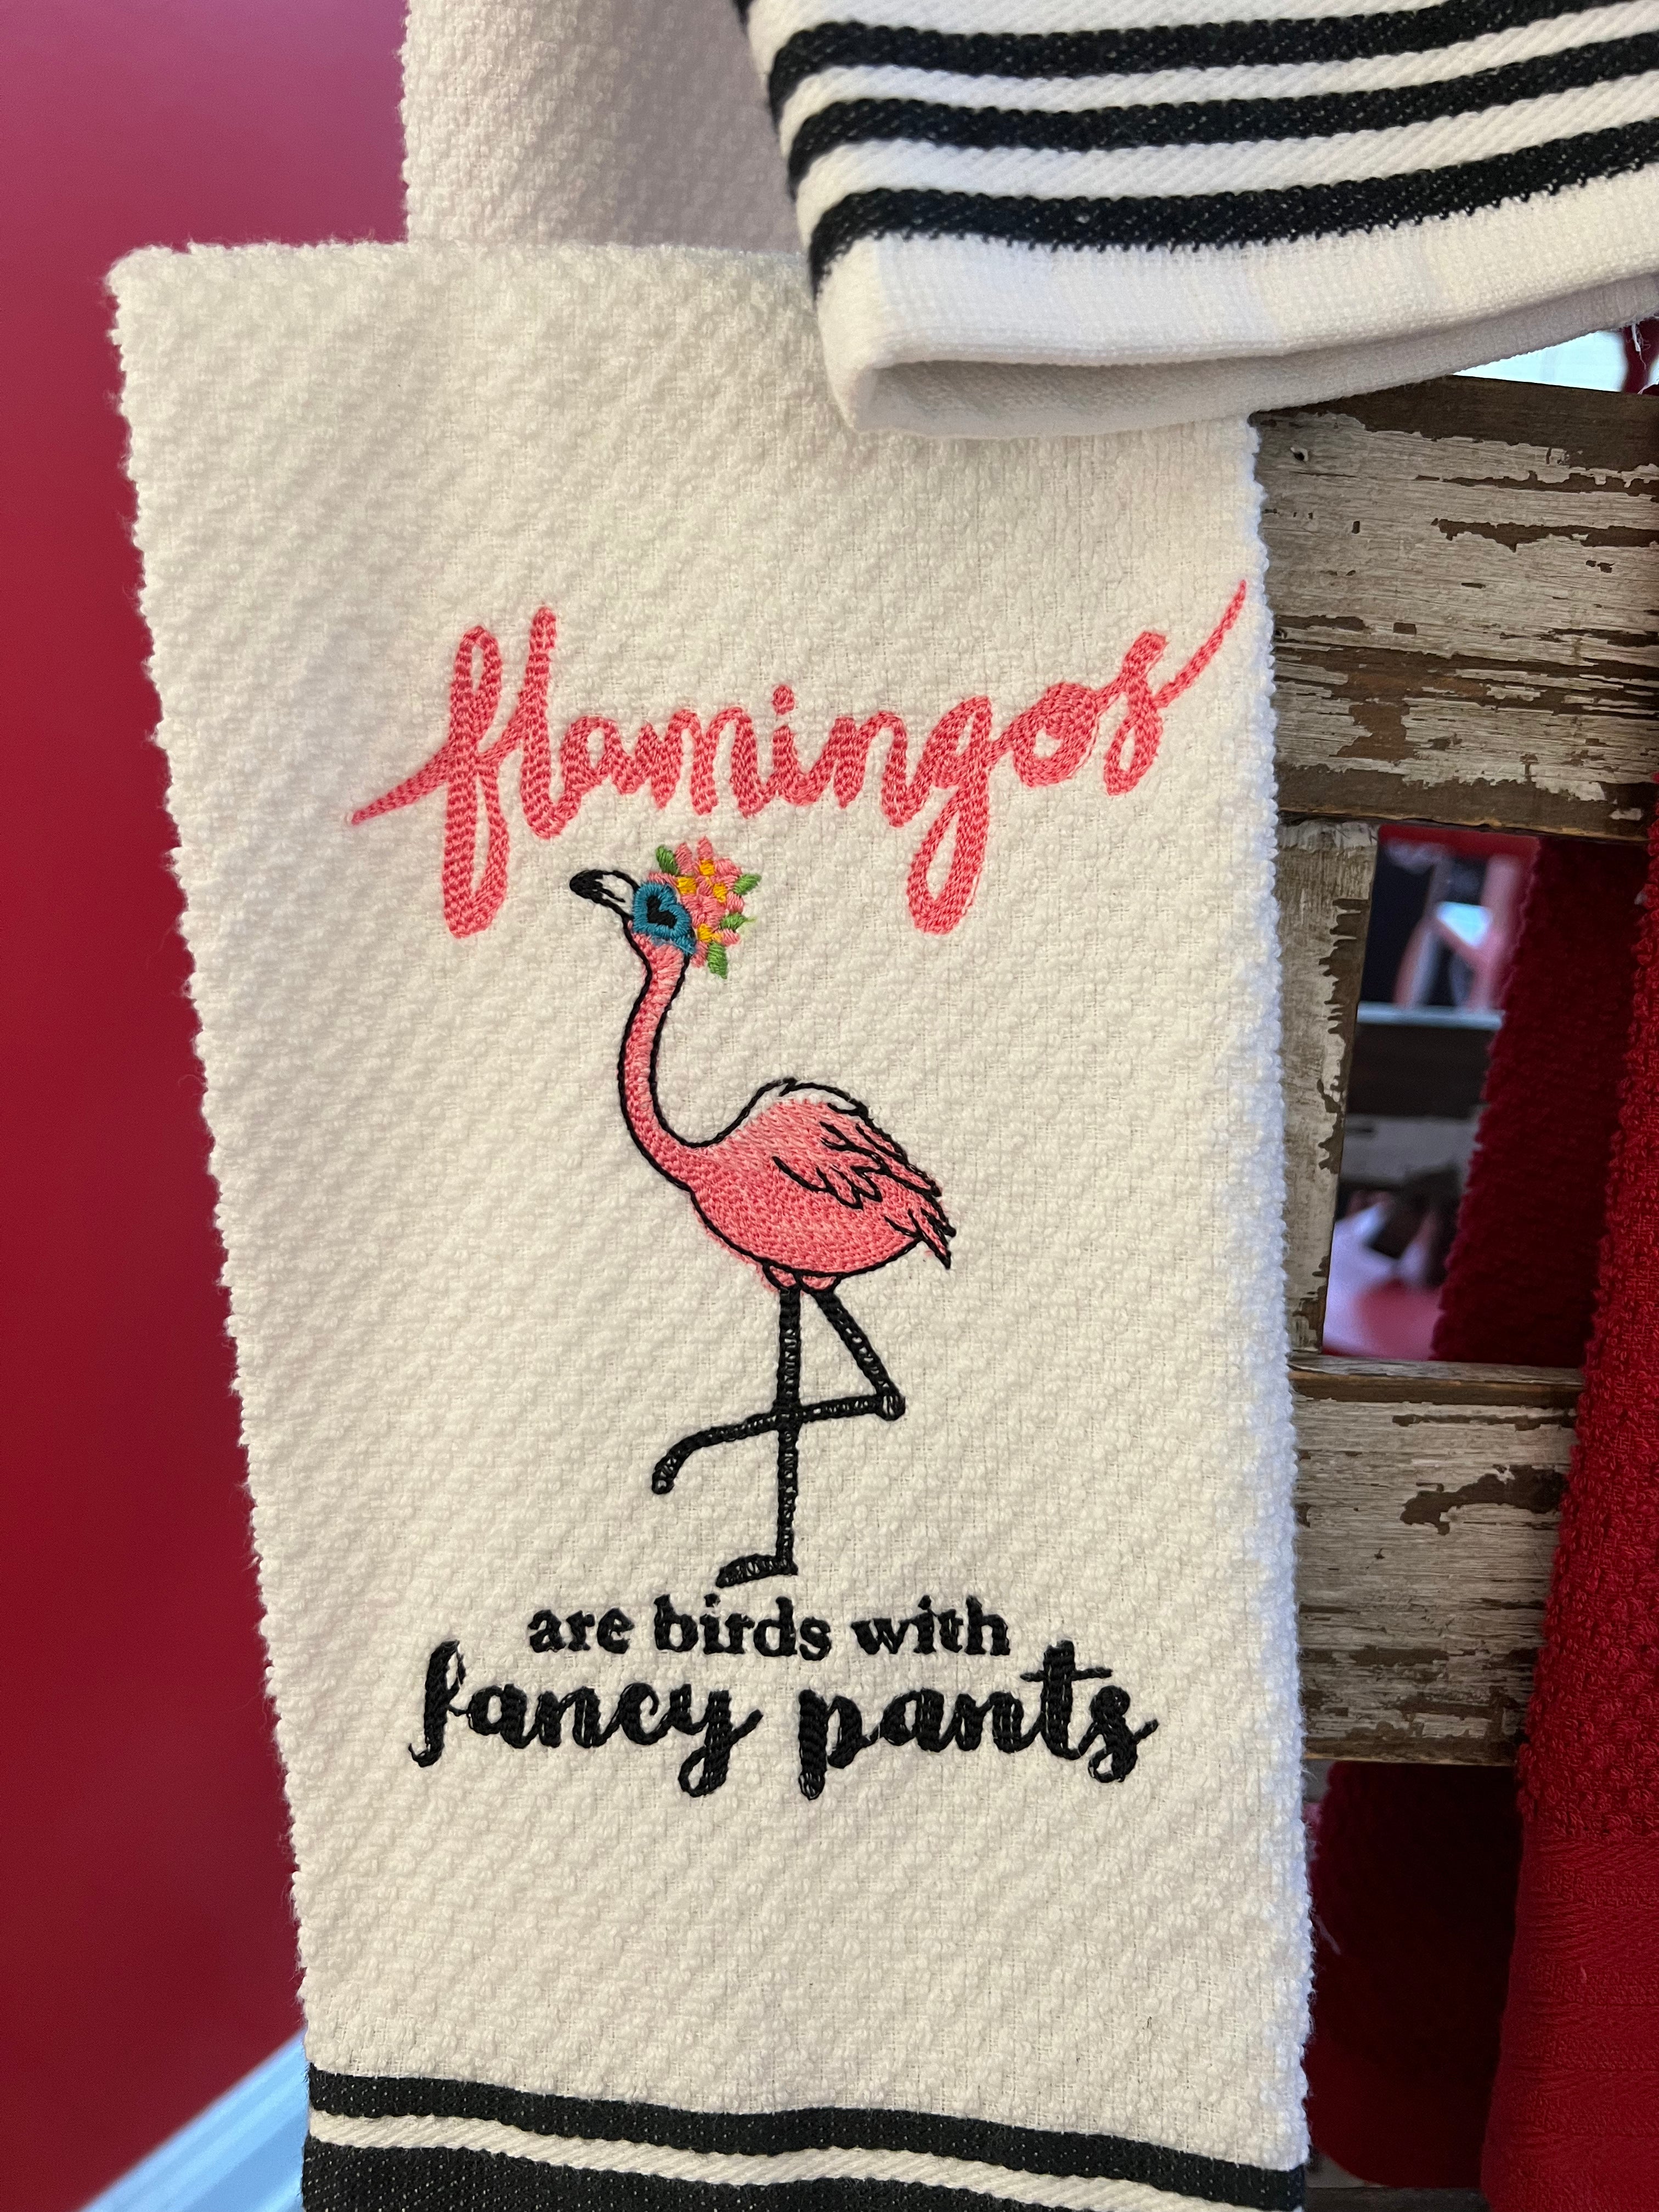 flamingos
are birds with
fancy pants